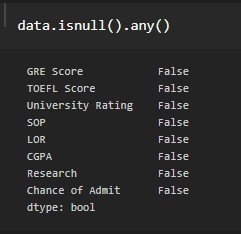 data.isnull().any()
GRE Score False
TOEFL Score False
University Rating False
SOP False
LOR False
CGPA False
Research False
Chance of Admit False
dtype: bool